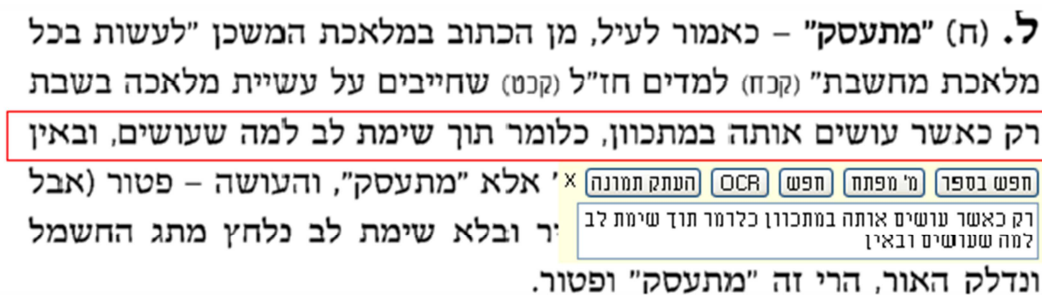 ל. (ח) "מתעסק" – כאמור לעיל, מן הכתוב במלאכת המשכן "לעשות בכל
מלאכת מחשבת" (קכח) למדים חז"ל (קכט) שחייבים על עשיית מלאכה בשבת
רק כאשר עושים אותה במתכוון, כלומר תוך שימת לב למה שעושים, ובאין
' אלא "מתעסק", והעושה – פטור (אבל
חפש בספר מ' מפתח חפש OCR העתק תמונה X
רק כאשר עושים אותה במתכוון כלומר תוך שימת לב
למה שעושים ובאין
ובלא שימת לב נלחץ מתג החשמל
ונדלק האור, הרי זה "מתעסק" ופטור.